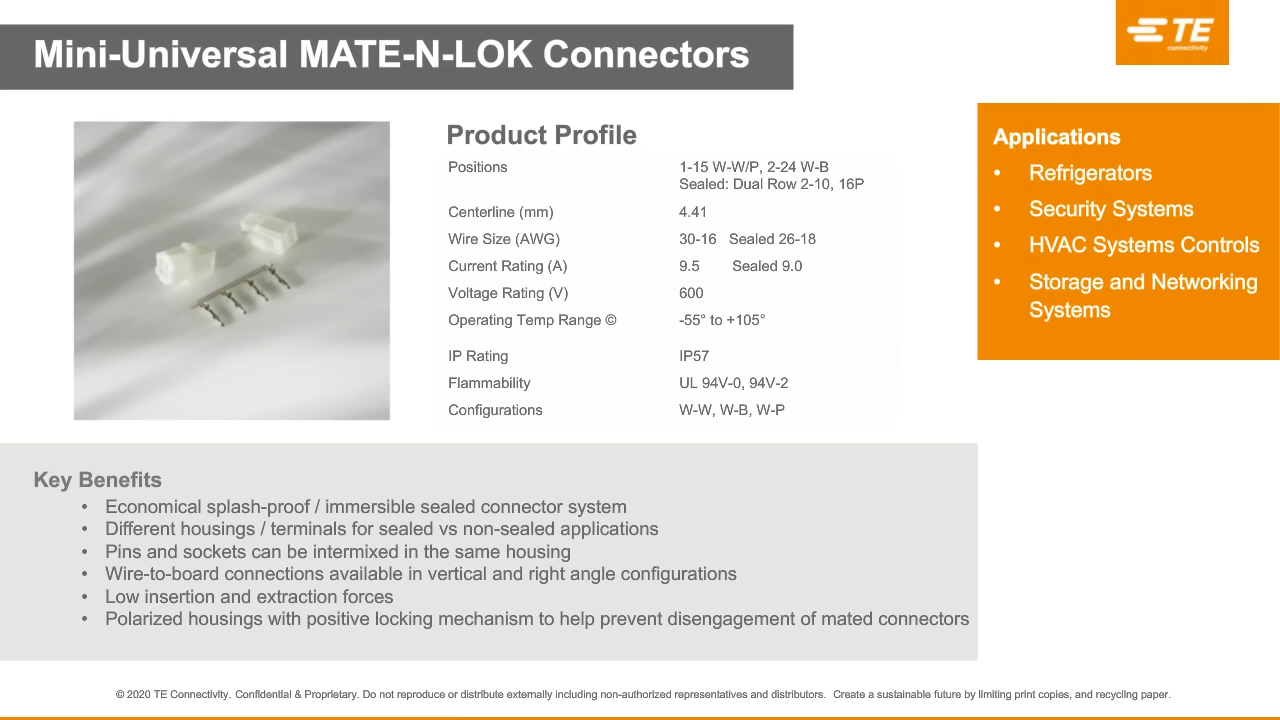 Mini-Universal MATE-N-LOK Connectors
TE
connectivity
Product Profile
Positions 1-15 W-W/P, 2-24 W-B
Sealed: Dual Row 2-10, 16P
Centerline (mm) 4.41
Wire Size (AWG) 30-16 Sealed 26-18
Current Rating (A) 9.5 Sealed 9.0
Voltage Rating (V) 600
Operating Temp Range © -55° to +105°
IP Rating IP57
Flammability UL 94V-0, 94V-2
Configurations W-W, W-B, W-P
Applications
• Refrigerators
• Security Systems
• HVAC Systems Controls
• Storage and Networking
Systems
Key Benefits
• Economical splash-proof / immersible sealed connector system
• Different housings / terminals for sealed vs non-sealed applications
• Pins and sockets can be intermixed in the same housing
• Wire-to-board connections available in vertical and right angle configurations
• Low insertion and extraction forces
• Polarized housings with positive locking mechanism to help prevent disengagement of mated connectors
© 2020 TE Connectivity. Confidential & Proprietary. Do not reproduce or distribute externally including non-authorized representatives and distributors. Create a sustainable future by limiting print copies, and recycling paper.